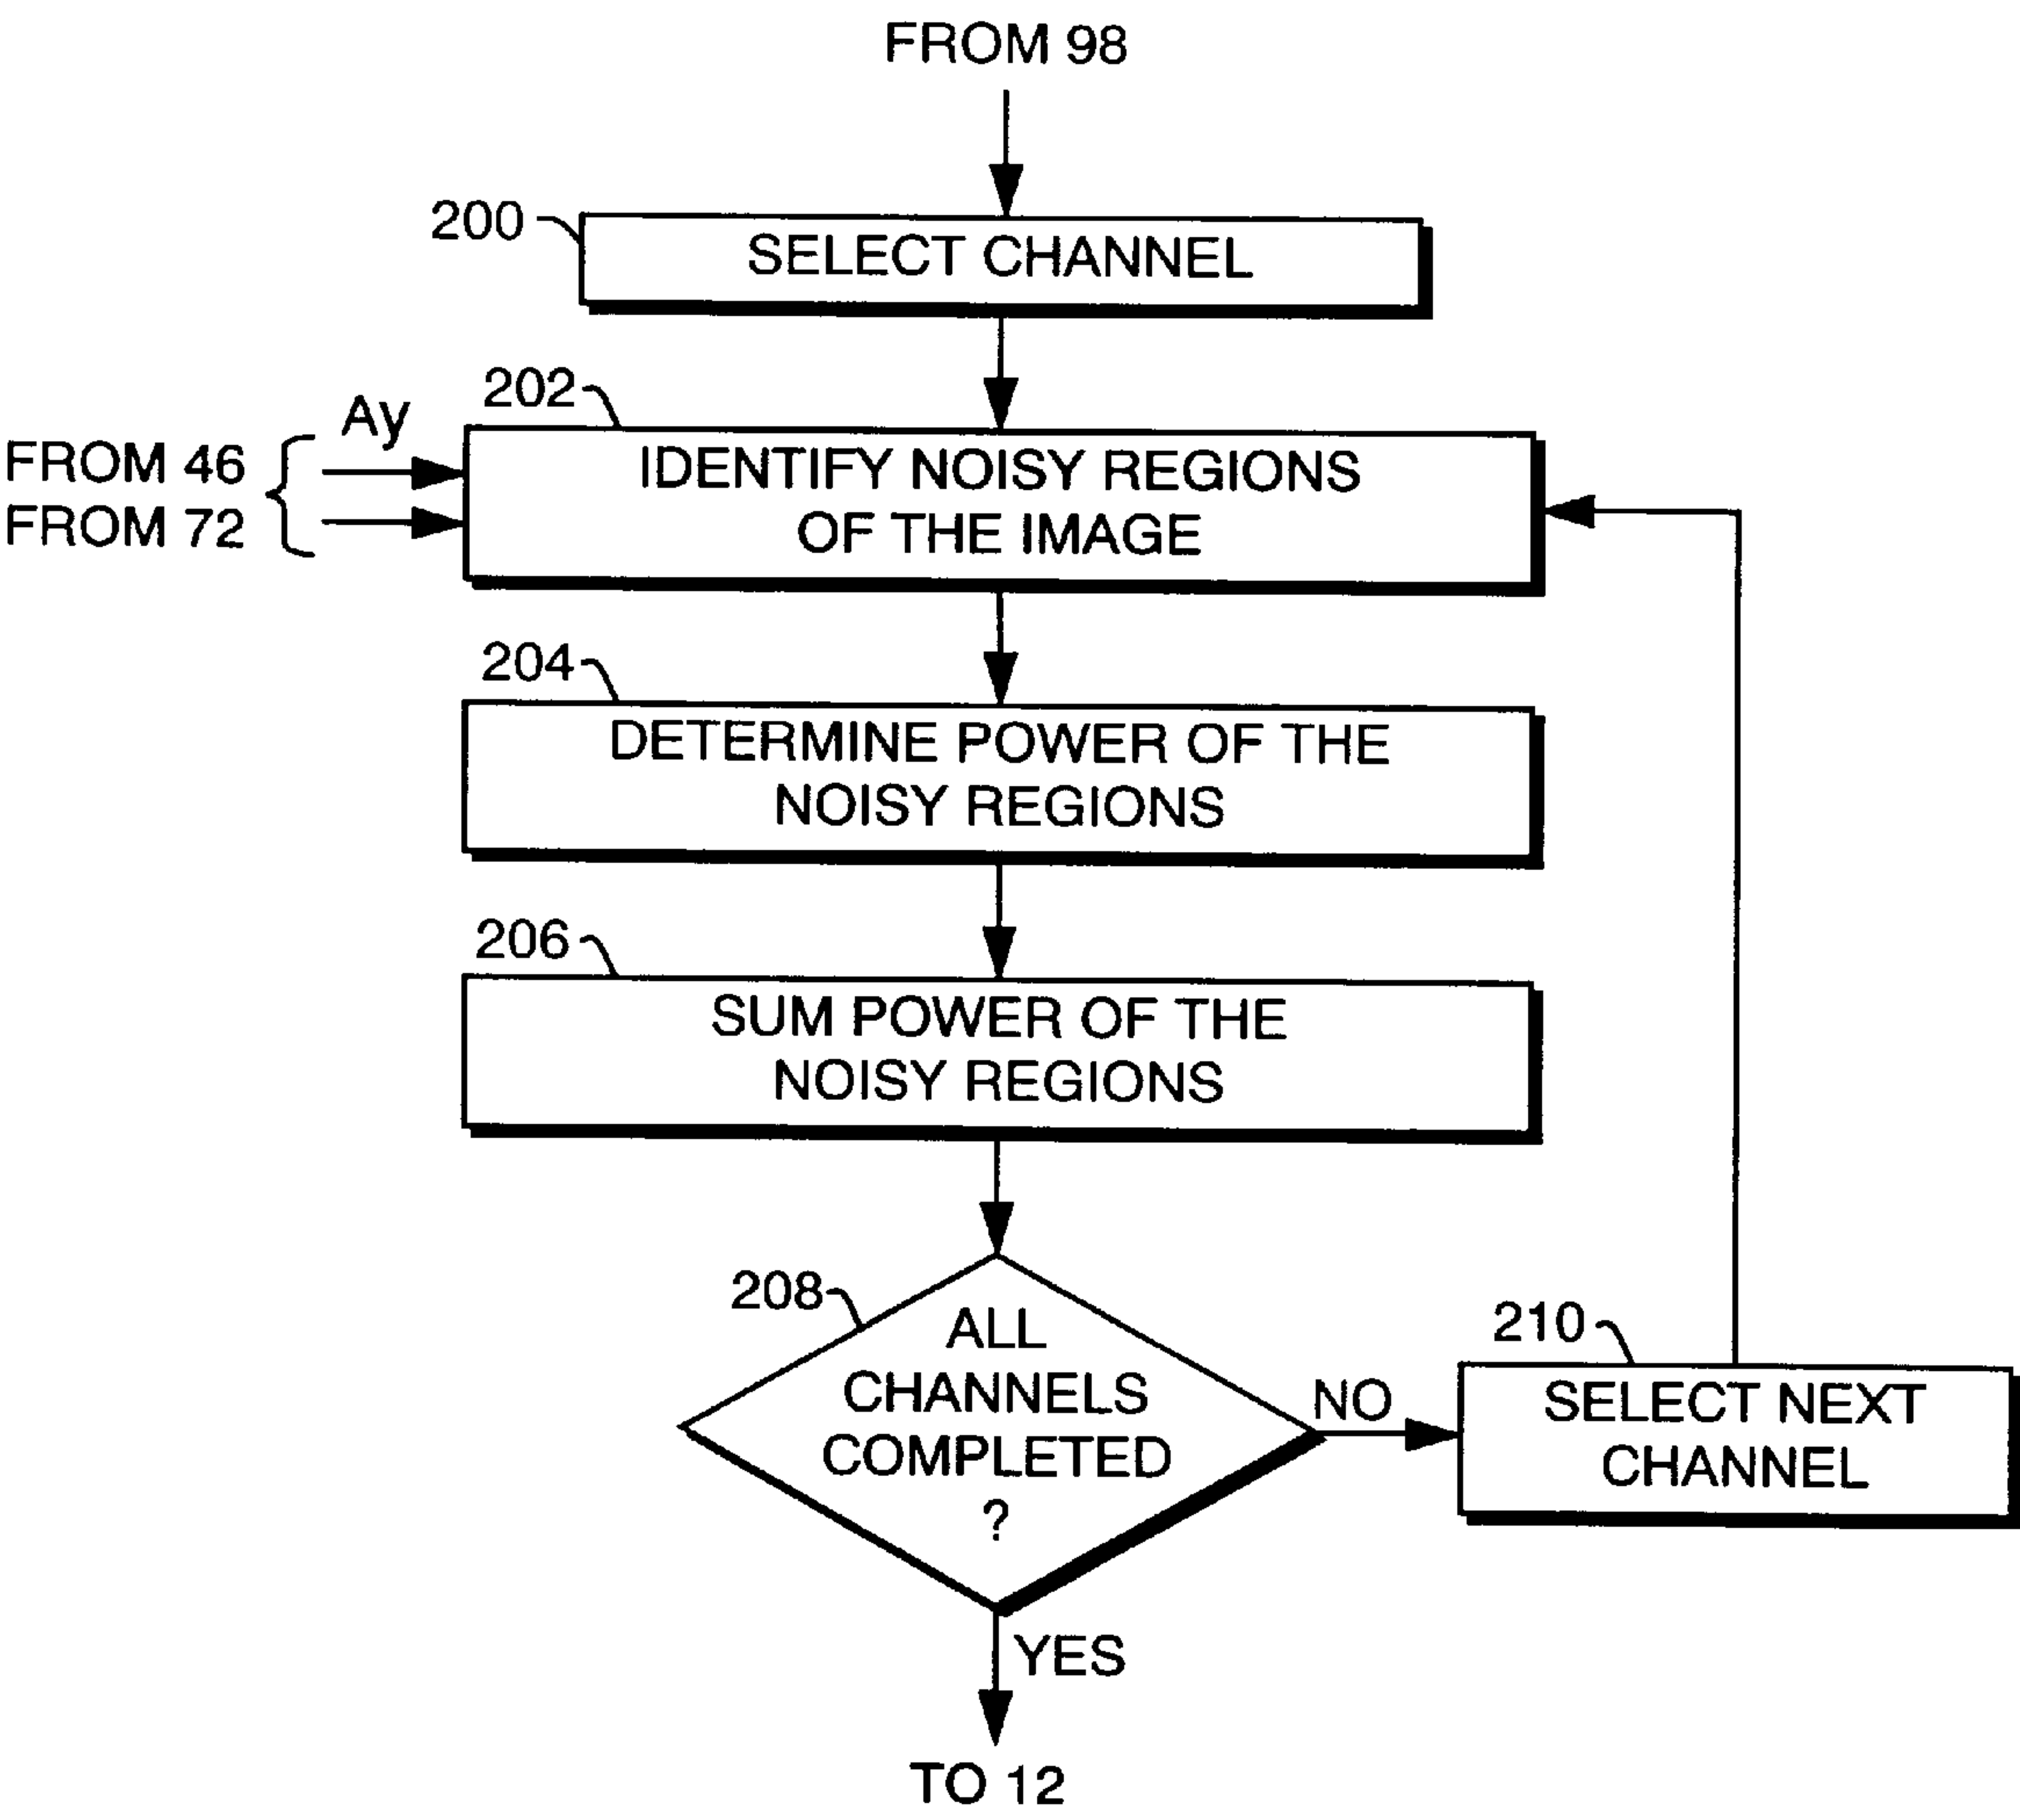 FROM 98
200
SELECT CHANNEL
202
Ay
FROM 46
FROM 72
IDENTIFY NOISY REGIONS
OF THE IMAGE
204
DETERMINE POWER OF THE
NOISY REGIONS
206
SUM POWER OF THE
NOISY REGIONS
208
ALL
CHANNELS
COMPLETED
?
NO
210
SELECT NEXT
CHANNEL
YES
TO 12